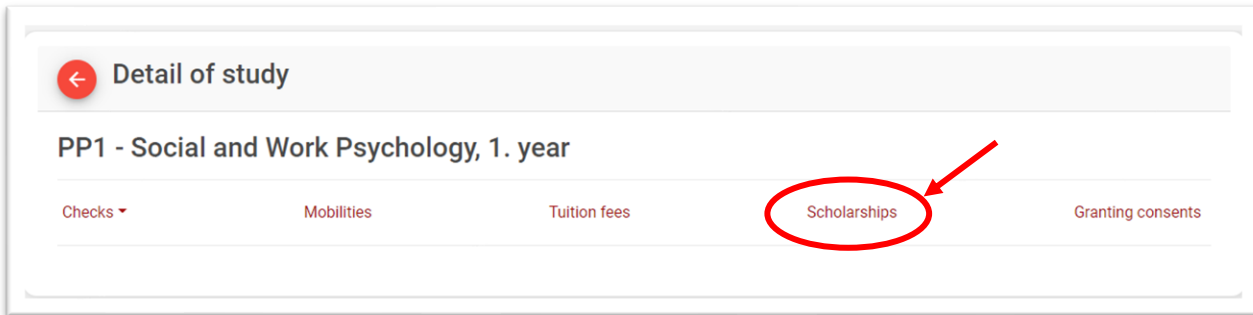 Detail of study
PP1 - Social and Work Psychology, 1. year
Checks Mobilities Tuition fees Scholarships Granting consents